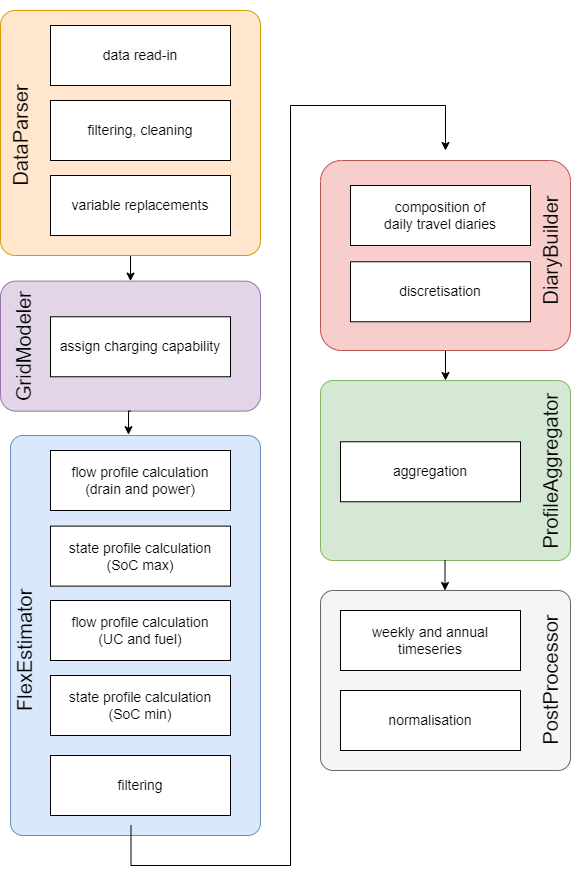 DataParser
data read-in
filtering, cleaning
variable replacements
GridModeler
assign charging capability
FlexEstimator
flow profile calculation
(drain and power)
state profile calculation
(SoC max)
flow profile calculation
(UC and fuel)
state profile calculation
(SoC min)
filtering
DiaryBuilder
composition of
daily travel diaries
discretisation
ProfileAggregator
aggregation
PostProcessor
weekly and annual
timeseries
normalisation